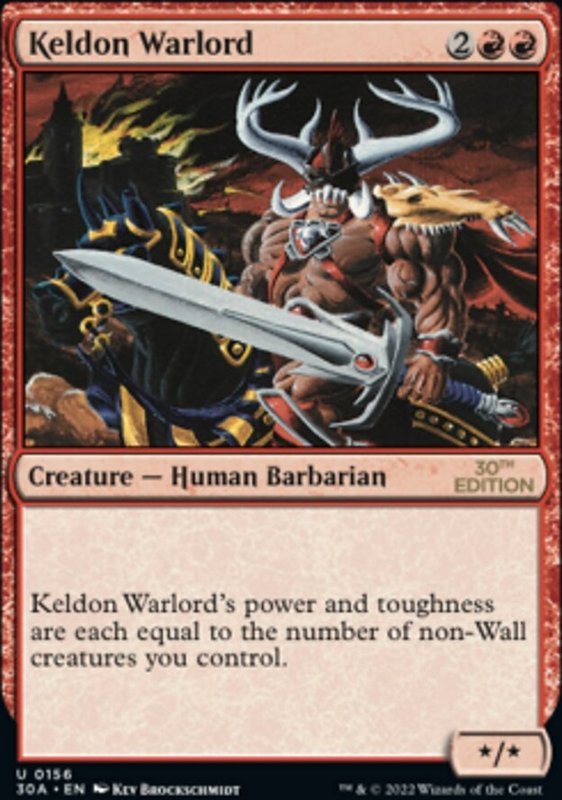 Keldon Warlord 2
Creature — Human Barbarian
30TH
EDITION
Keldon Warlord's power and toughness
are each equal to the number of non-Wall
creatures you control.
*/*
U 0156
30A • EN Kev Brockschmidt
™ & © 2022 Wizards of the Coast